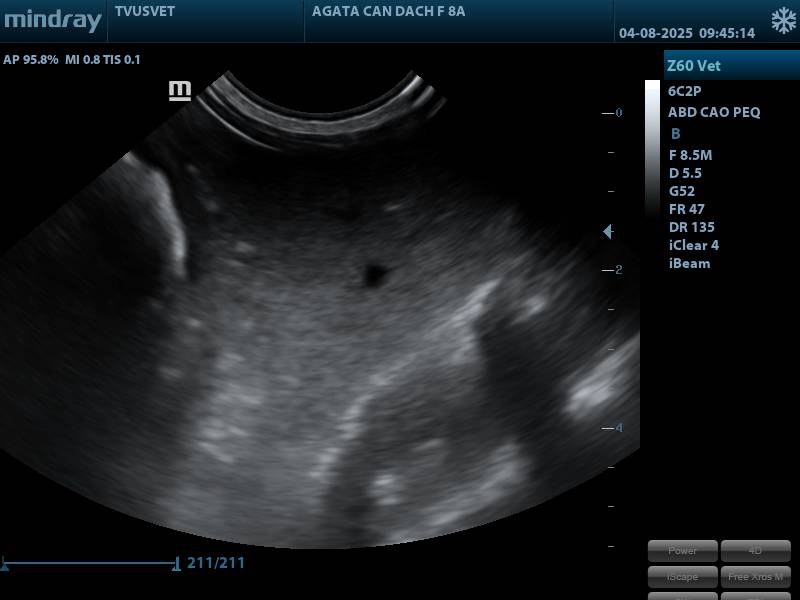 mindray
TVUSVET
AGATA CAN DACH F 8A
04-08-2025 09:45:14
AP 95.8% MI 0.8 TIS 0.1
m
Z60 Vet
6C2P
ABD CAO PEQ
B
F 8.5M
D 5.5
G52
FR 47
DR 135
iClear 4
iBeam
0
2
4
211/211
Power
4D
iScape
Free Xros M